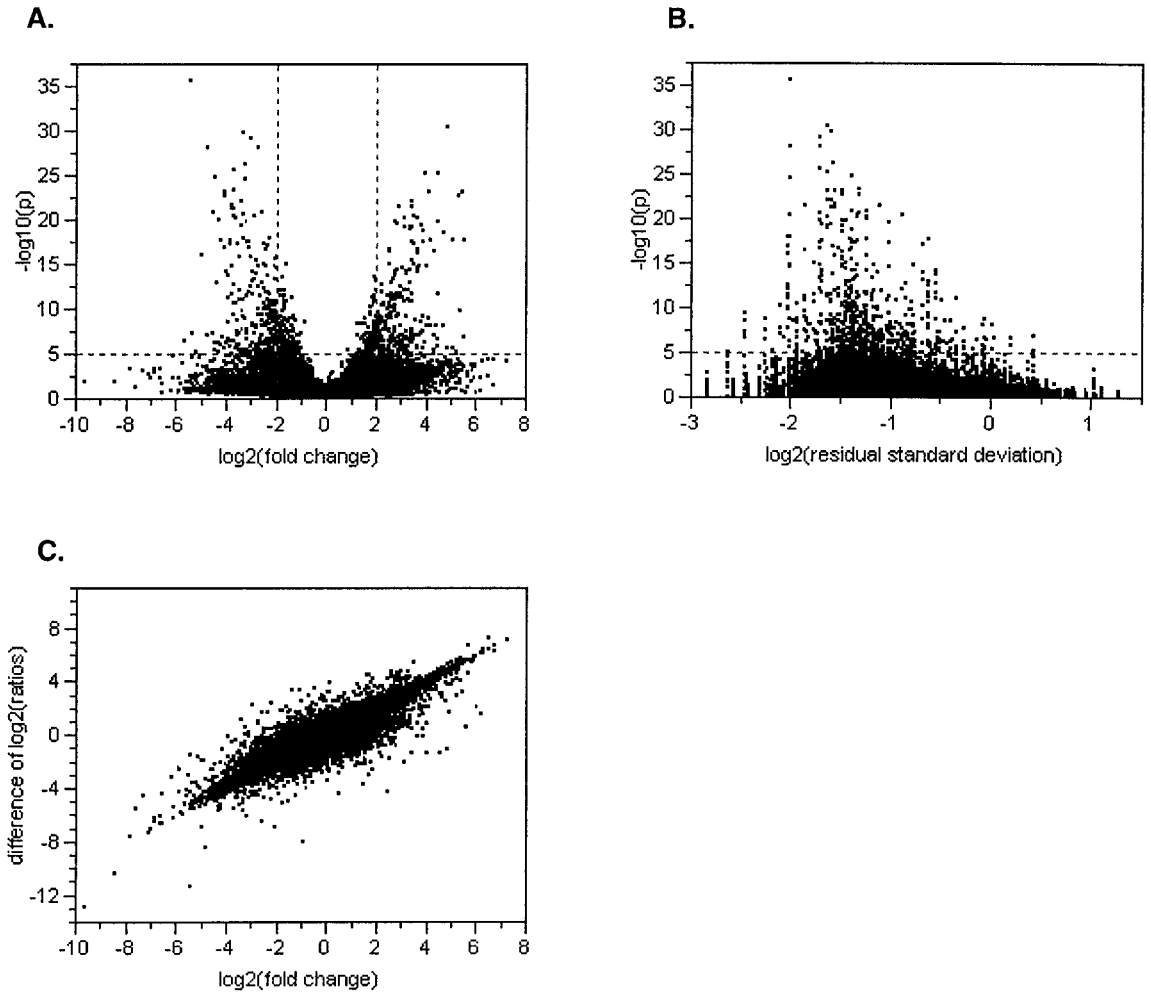 A.
B.
35
30
25
20
15
10
5
0
-log10(p)
-10 -8 -6 -4 -2 0 2 4 6 8
log2(fold change)
35
30
25
20
15
10
5
0
-log10(p)
-3 -2 -1 0 1
log2(residual standard deviation)
C.
8
4
0
-4
-8
-12
difference of log2(ratios)
-10 -8 -6 -4 -2 0 2 4 6 8
log2(fold change)